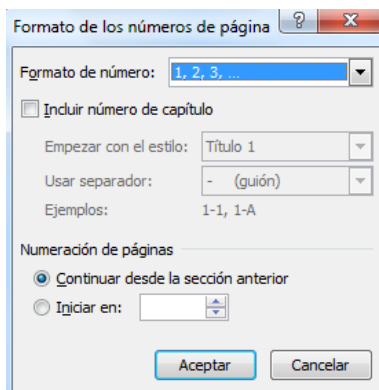 Formato de los números de página
Formato de número: 1, 2, 3, ...
Incluir número de capítulo
Empezar con el estilo: Título 1
Usar separador: - (guión)
Ejemplos: 1-1, 1-A
Numeración de páginas
Continuar desde la sección anterior
Iniciar en:
Aceptar Cancelar